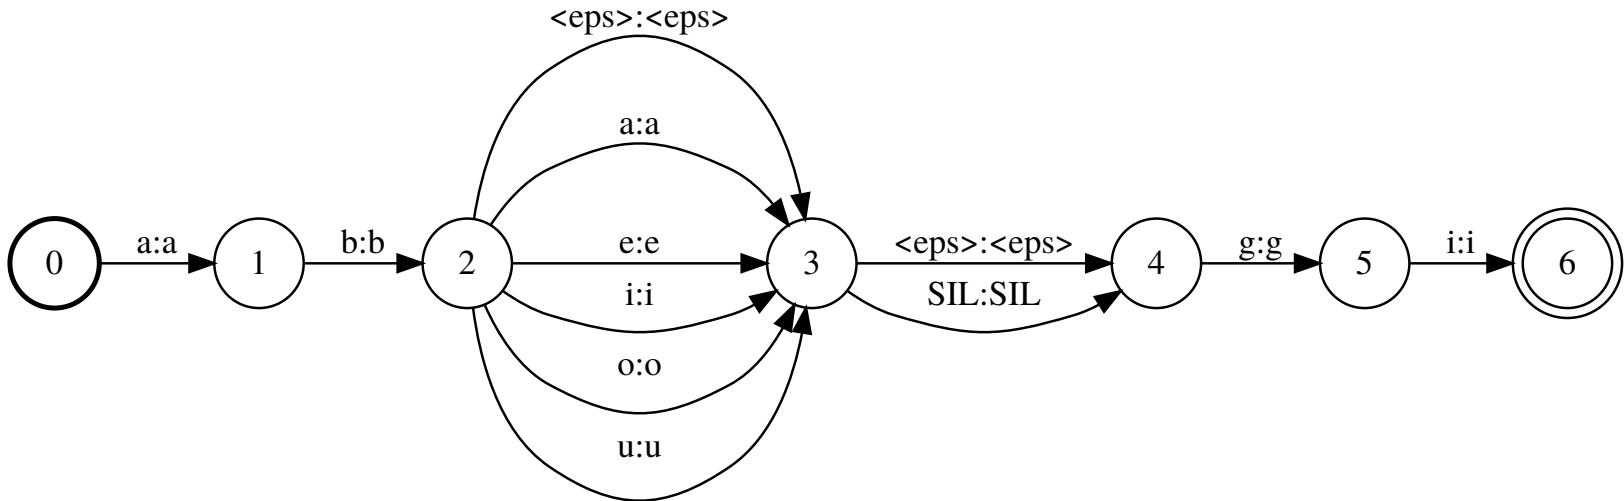 <eps>:<eps>
a:a
0 a:a 1 b:b 2 e:e 3 <eps>:<eps> 4 g:g 5 i:i 6
i:i SIL:SIL
o:o
u:u